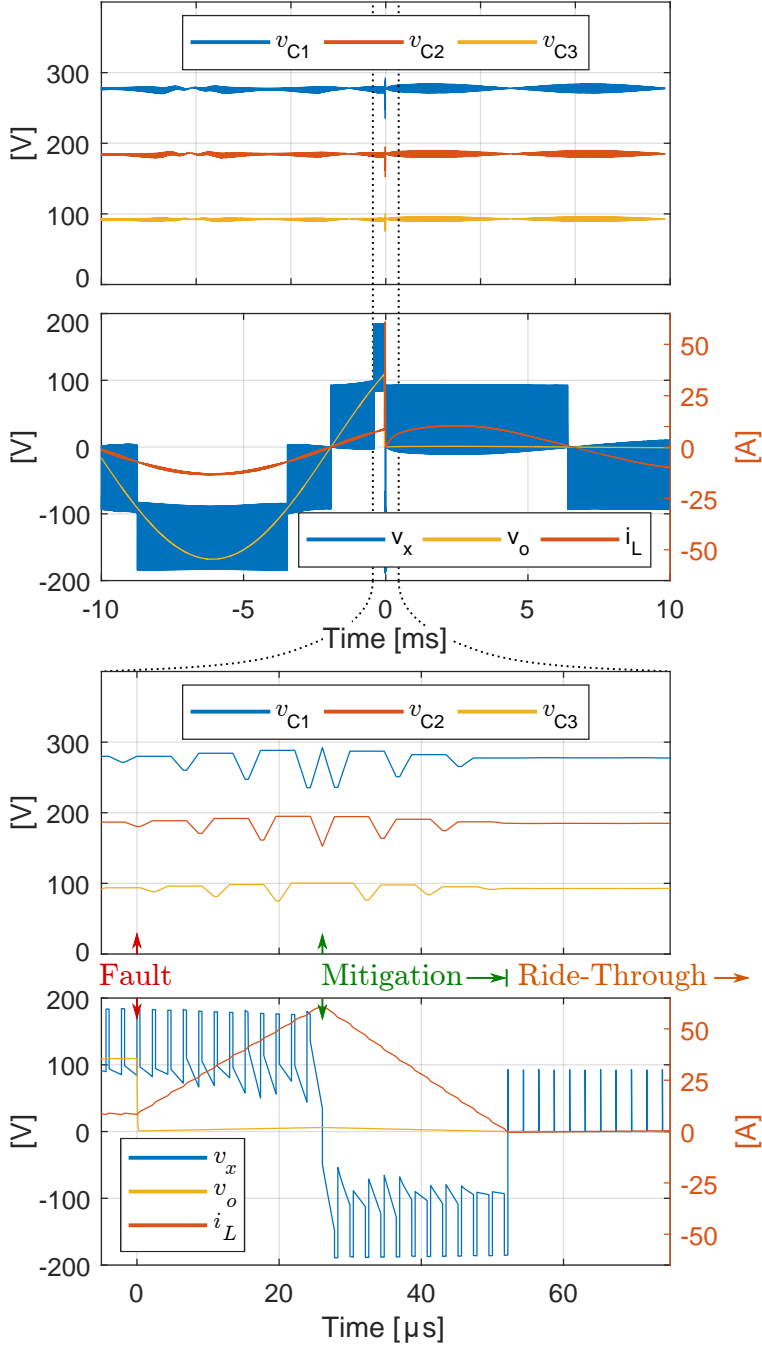 v_C1 v_C2 v_C3
300
200
100
0
[V]
200
100
0
-100
-200
[V]
50
25
0
-25
-50
[A]
v_x v_o i_L
-10 -5 0 5 10
Time [ms]
v_C1 v_C2 v_C3
300
200
100
0
[V]
Fault Mitigation Ride-Through
200
100
0
-100
-200
[V]
50
25
0
-25
-50
[A]
v_x
v_o
i_L
0 20 40 60
Time [µs]